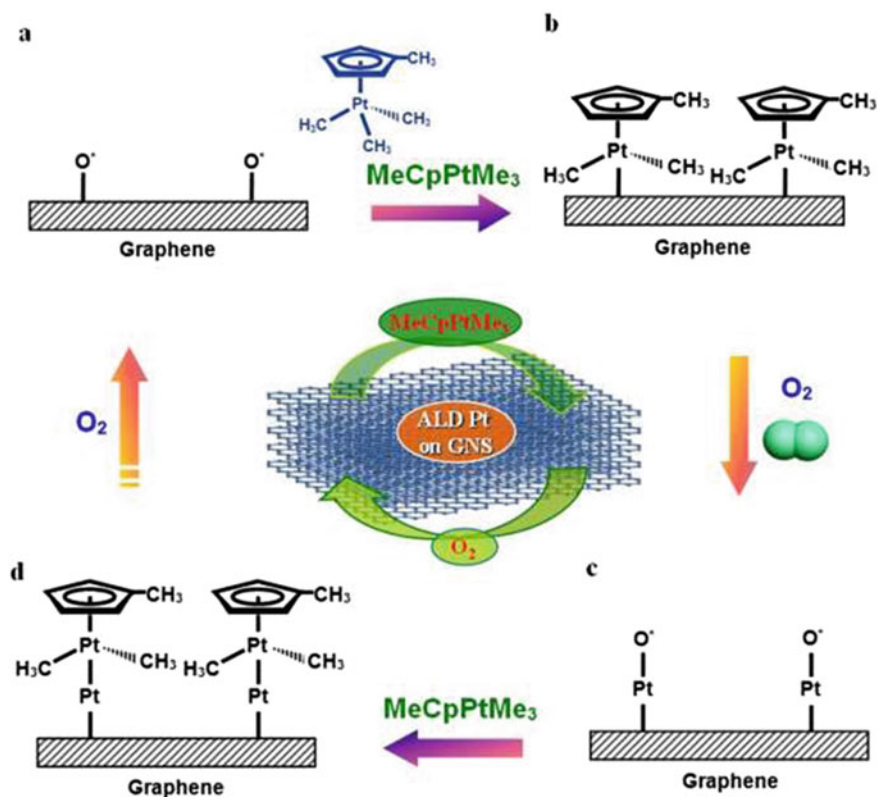 a
b
CH₃
Pt
H₃C
CH₃
CH₃
MeCpPtMe₃
O*
O*
Graphene
CH₃
CH₃
Pt
Pt
H₃C
CH₃
H₃C
CH₃
Graphene
MeCpPtMe₃
ALD Pt
on GNS
O₂
O₂
O₂
d
c
CH₃
CH₃
Pt
Pt
H₃C
CH₃
H₃C
CH₃
Pt
Pt
Graphene
MeCpPtMe₃
O*
O*
Pt
Pt
Graphene